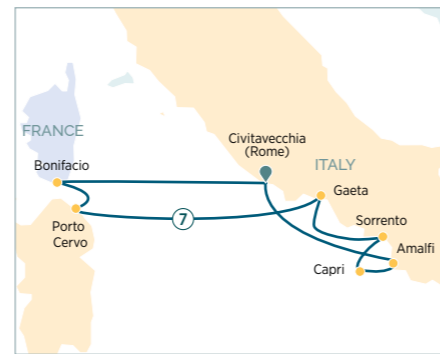 Civitavecchia
(Rome)
FRANCE
ITALY
Bonifacio
Gaeta
Porto
Cervo
7
Sorrento
Amalfi
Capri